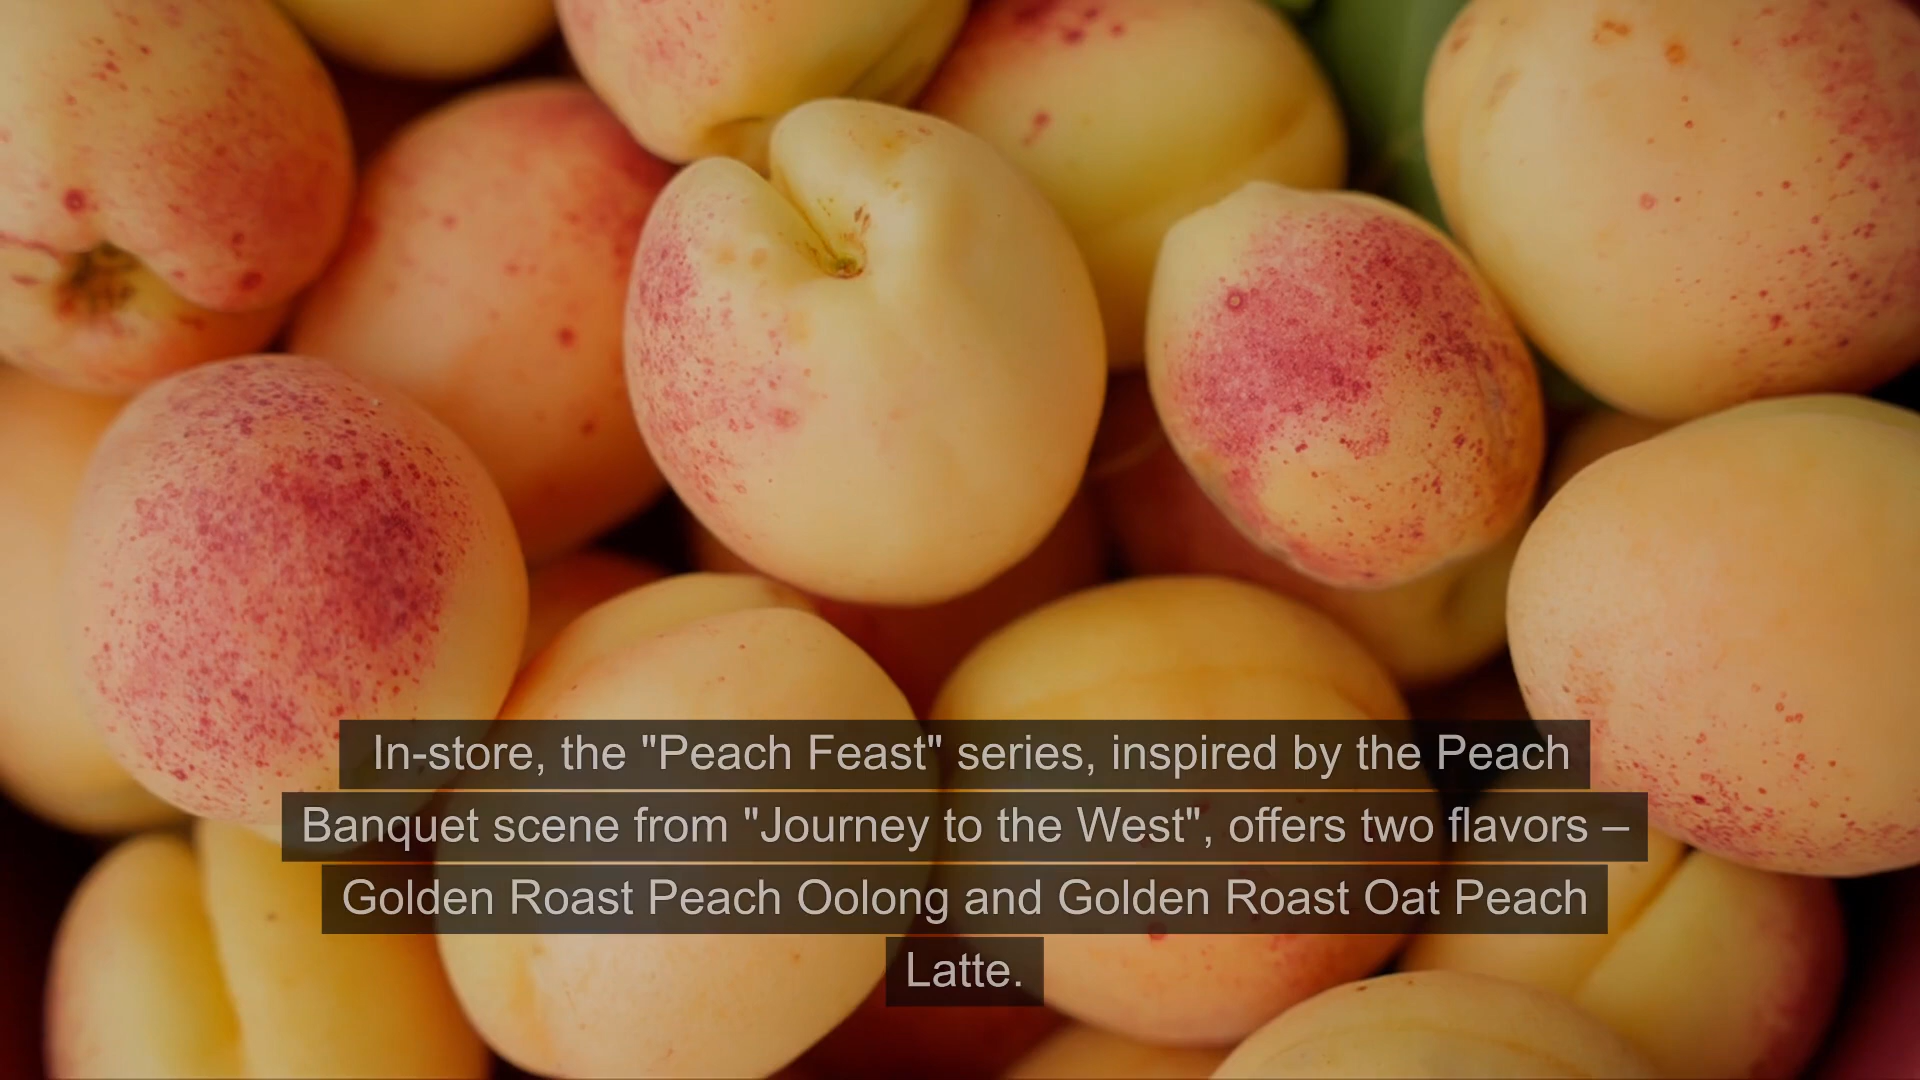 In-store, the "Peach Feast" series, inspired by the Peach
Banquet scene from "Journey to the West", offers two flavors –
Golden Roast Peach Oolong and Golden Roast Oat Peach
Latte.